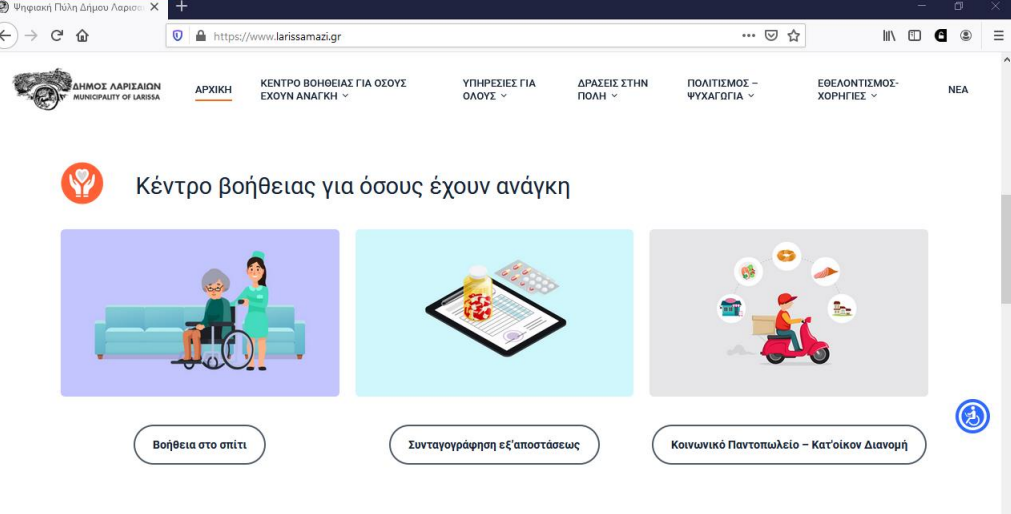 Ψηφιακή Πύλη Δήμου Λαρισα
https://www.larissamazi.gr
ΔΗΜΟΣ ΛΑΡΙΣΑΙΩΝ
MUNICIPALITY OF LARISSA
ΑΡΧΙΚΗ
ΚΕΝΤΡΟ ΒΟΗΘΕΙΑΣ ΓΙΑ ΟΣΟΥΣ
ΕΧΟΥΝ ΑΝΑΓΚΗ
ΥΠΗΡΕΣΙΕΣ ΓΙΑ
ΟΛΟΥΣ
ΔΡΑΣΕΙΣ ΣΤΗΝ
ΠΟΛΗ
ΠΟΛΙΤΙΣΜΟΣ –
ΨΥΧΑΓΩΓΙΑ
ΕΘΕΛΟΝΤΙΣΜΟΣ-
ΧΟΡΗΓΙΕΣ
ΝΕΑ
Κέντρο βοήθειας για όσους έχουν ανάγκη
Βοήθεια στο σπίτι
Συνταγογράφηση εξ'αποστάσεως
Κοινωνικό Παντοπωλείο – Κατ'οίκον Διανομή